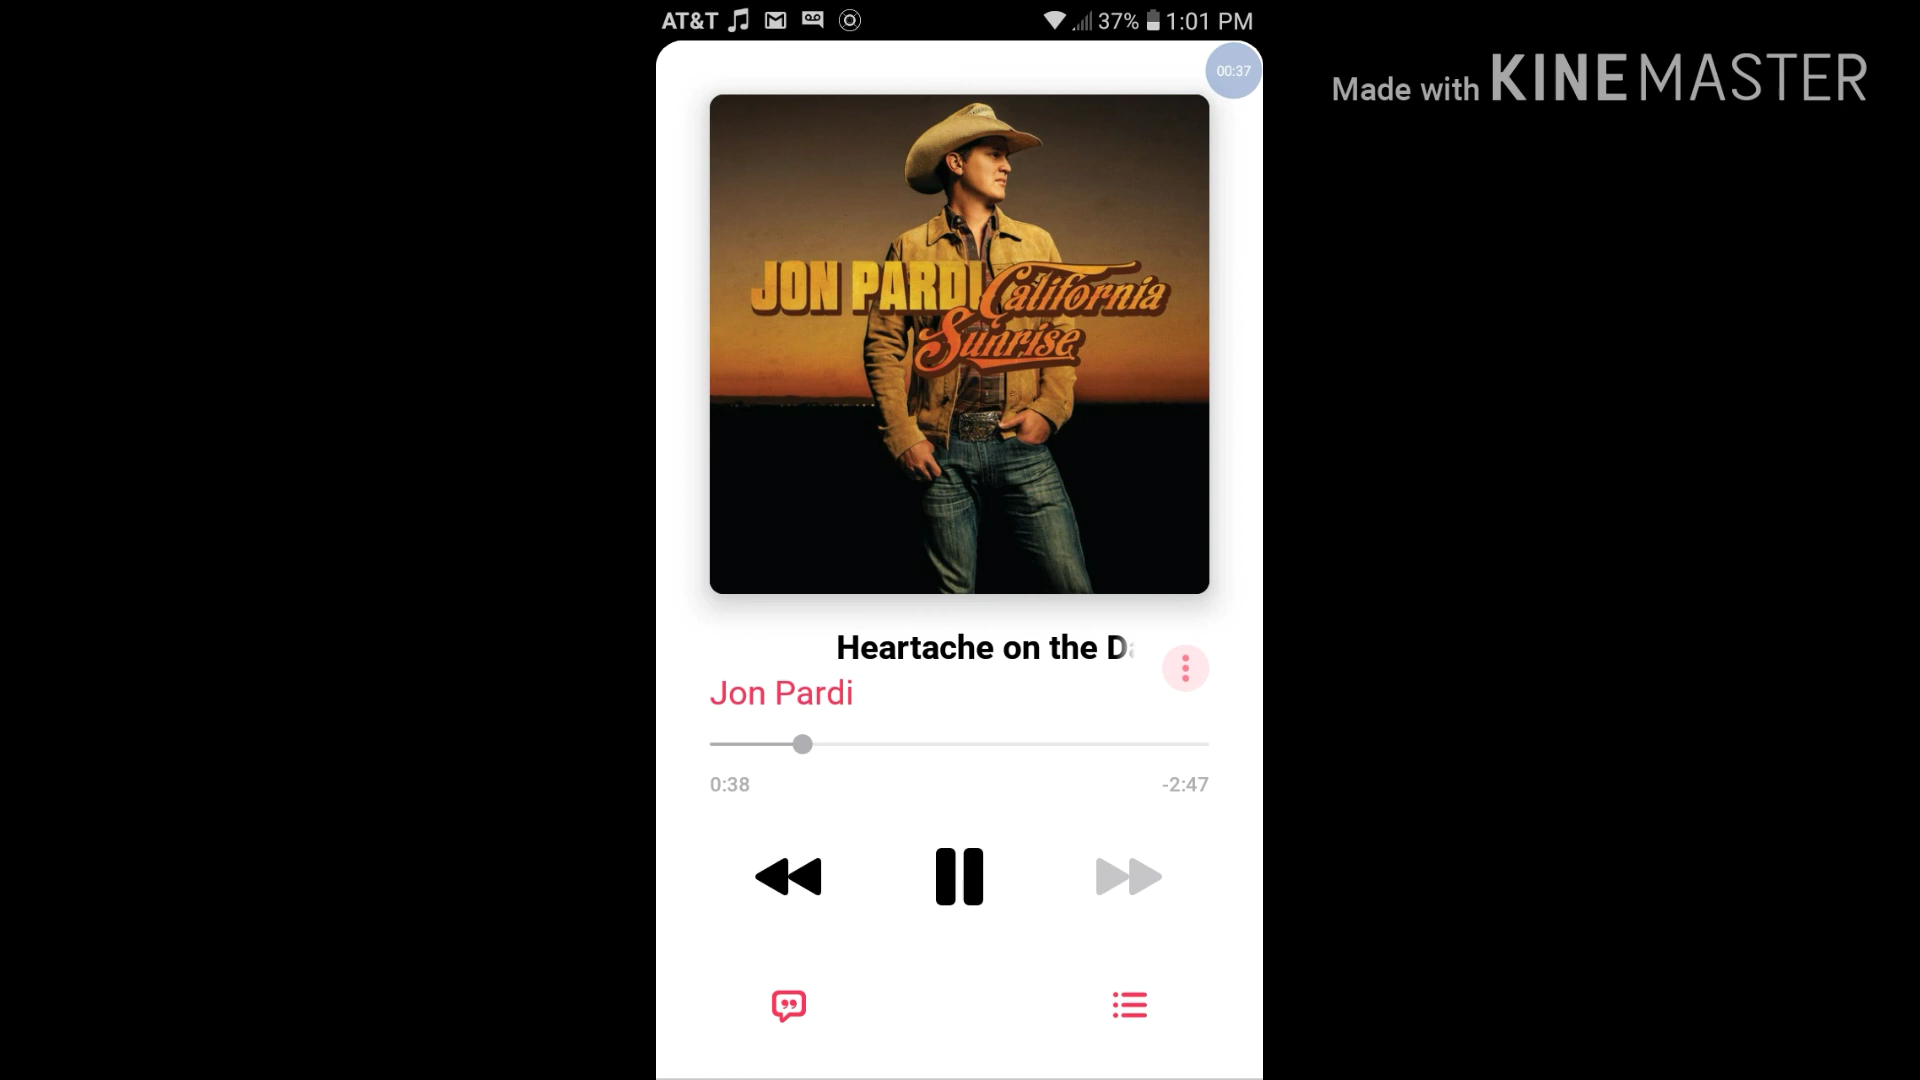 AT&T 37% 1:01 PM
00:37
Made with KINEMASTER
JON PARDI California
Sunrise
Heartache on the
Jon Pardi
0:38 -2:47